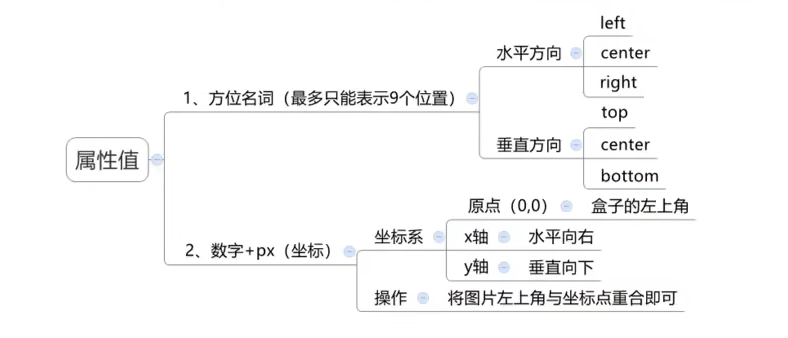 属性值
1、方位名词（最多只能表示9个位置）
水平方向
left
center
right
垂直方向
top
center
bottom
2、数字+px（坐标）
坐标系
原点（0,0）
盒子的左上角
x轴
水平向右
y轴
垂直向下
操作
将图片左上角与坐标点重合即可